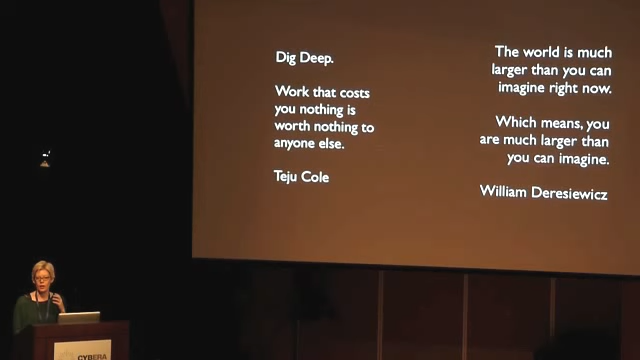 Dig Deep.
Work that costs
you nothing is
worth nothing to
anyone else.
Teju Cole
The world is much
larger than you can
imagine right now.
Which means, you
are much larger than
you can imagine.
William Deresiewicz
CYBERA